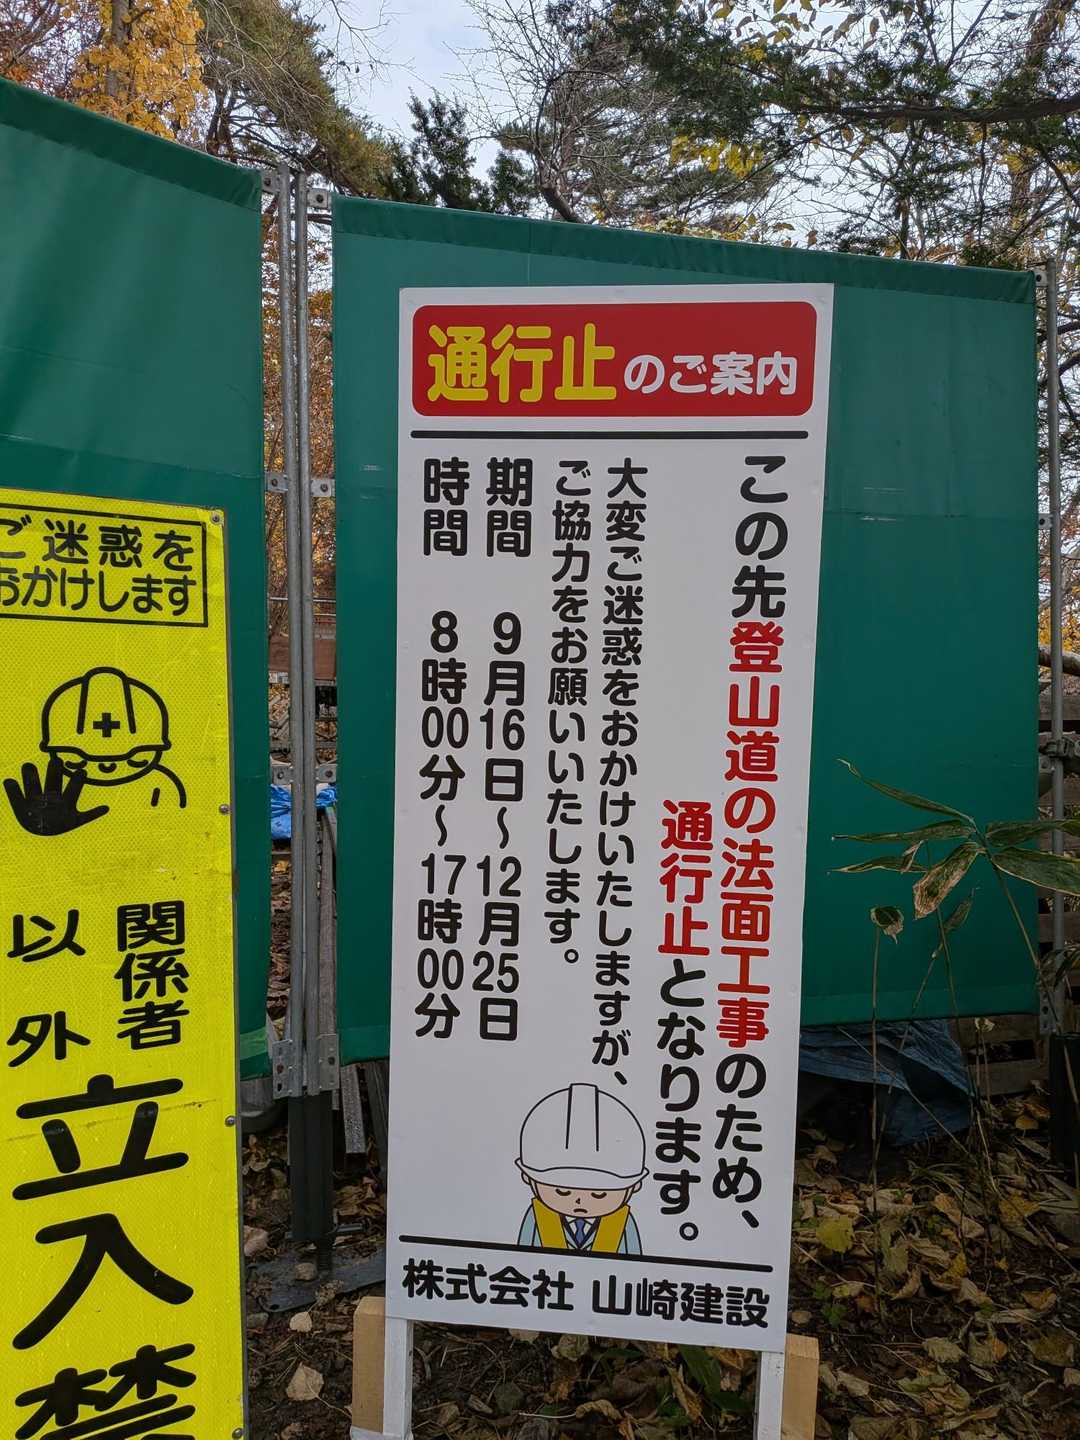 通行止のご案内
この先登山道の法面工事のため、
通行止となります。
大変ご迷惑をおかけいたしますが、
ご協力をお願いいたします。
期間 9月16日～12月25日
時間 8時00分～17時00分
株式会社 山崎建設
ご迷惑を
おかけします
関係者
以外
立入禁